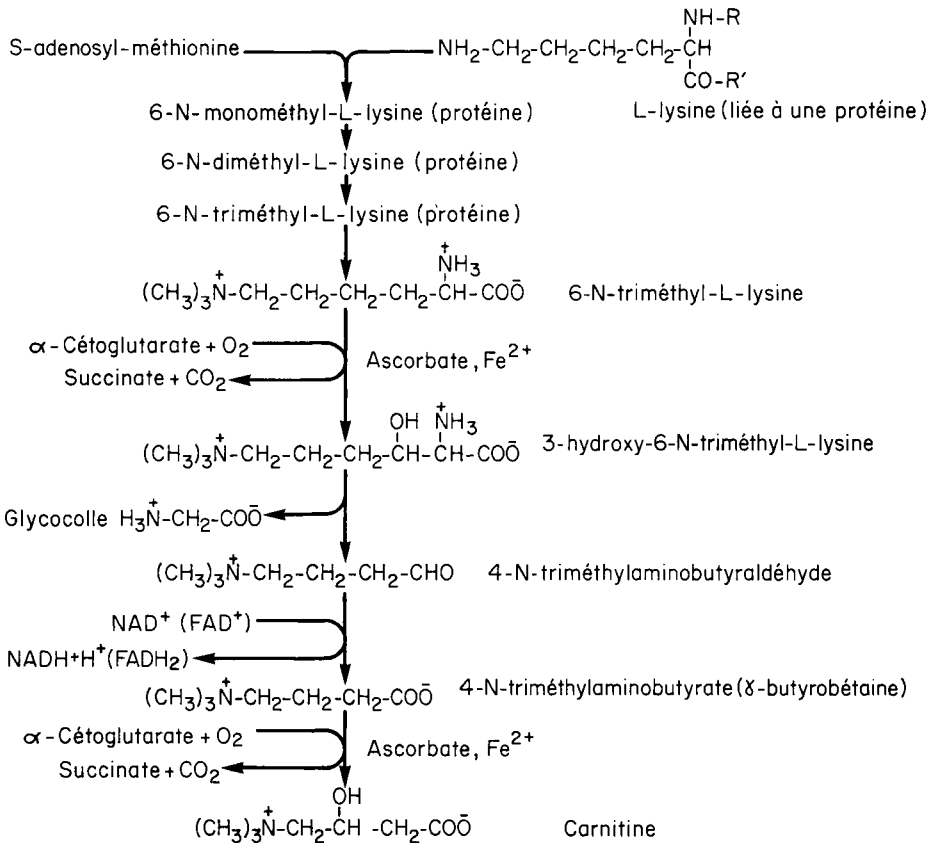 NH-R
S-adenosyl-méthionine NH2-CH2-CH2-CH2-CH2-CH
CO-R'
6-N-monométhyl-L-lysine (protéine) L-lysine (liée à une protéine)
6-N-diméthyl-L-lysine (protéine)
6-N-triméthyl-L-lysine (protéine)
+NH3
(CH3)3N+-CH2-CH2-CH2-CH2-CH-COO- 6-N-triméthyl-L-lysine
α-Cétoglutarate + O2
Ascorbate, Fe2+
Succinate + CO2
OH +NH3
(CH3)3N+-CH2-CH2-CH2-CH-CH-COO- 3-hydroxy-6-N-triméthyl-L-lysine
Glycocolle H3N+-CH2-COO-
(CH3)3N+-CH2-CH2-CH2-CHO 4-N-triméthylaminobutyraldéhyde
NAD+ (FAD+)
NADH+H+(FADH2)
(CH3)3N+-CH2-CH2-CH2-COO- 4-N-triméthylaminobutyrate (γ-butyrobétaine)
α-Cétoglutarate + O2
Ascorbate, Fe2+
Succinate + CO2
OH
(CH3)3N+-CH2-CH-CH2-COO- Carnitine